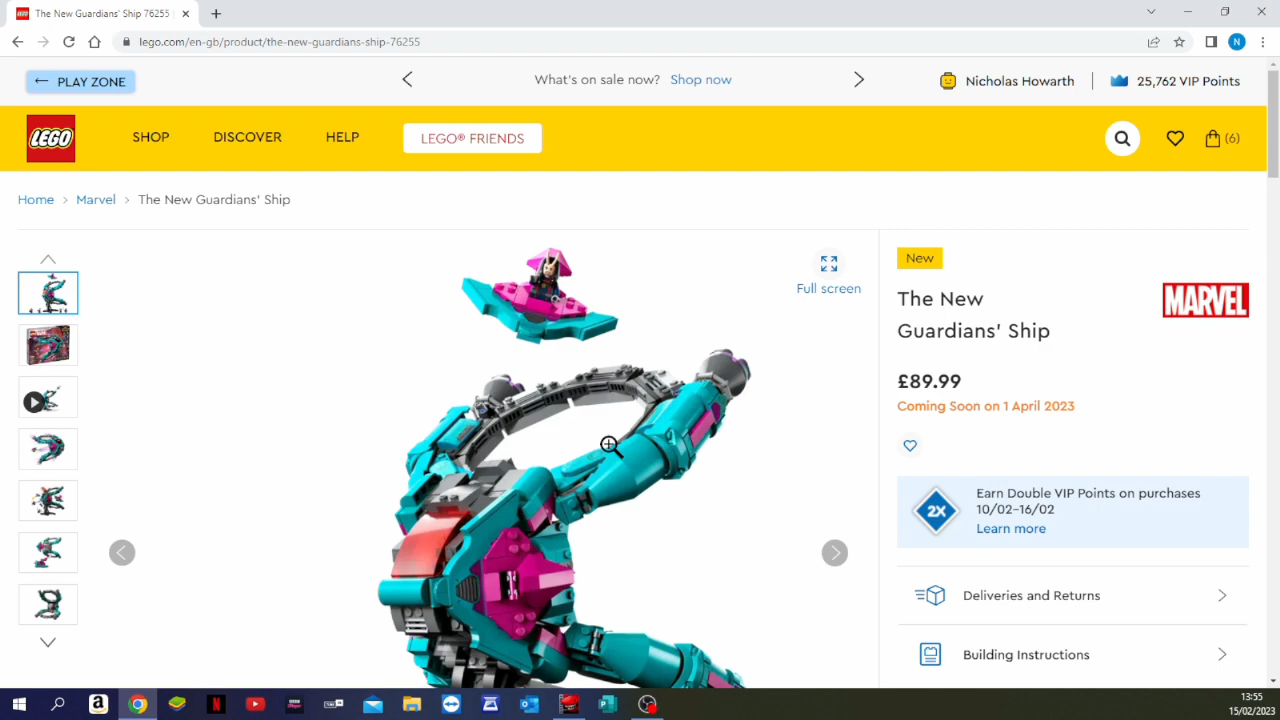 The New Guardians' Ship 76255
lego.com/en-gb/product/the-new-guardians-ship-76255
N
PLAY ZONE
What's on sale now? Shop now
Nicholas Howarth
25,762 VIP Points
LEGO
SHOP
DISCOVER
HELP
LEGO® FRIENDS
(6)
Home > Marvel > The New Guardians' Ship
Full screen
New
The New
Guardians' Ship
MARVEL
£89.99
Coming Soon on 1 April 2023
2X
Earn Double VIP Points on purchases
10/02-16/02
Learn more
Deliveries and Returns
Building Instructions
13:55
15/02/2023